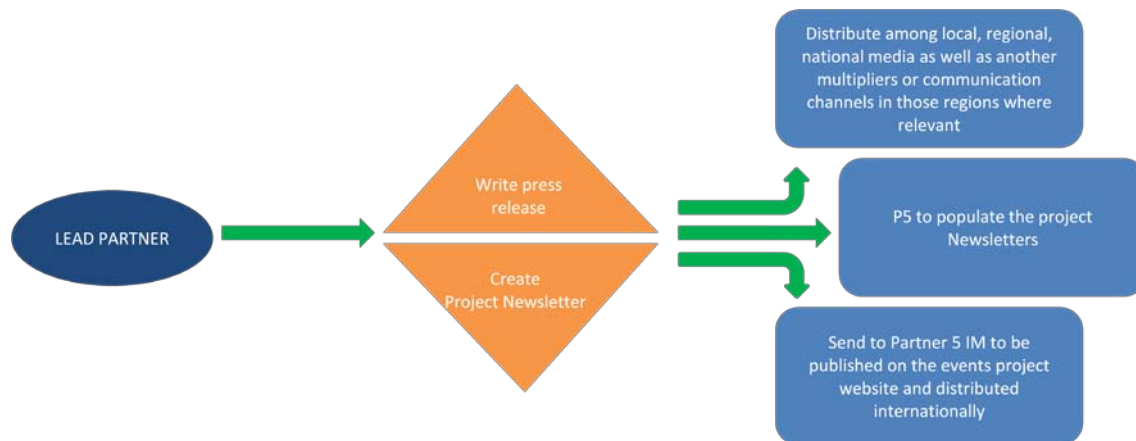 LEAD PARTNER
Write press
release
Create
Project Newsletter
Distribute among local, regional,
national media as well as another
multipliers or communication
channels in those regions where
relevant
P5 to populate the project
Newsletters
Send to Partner 5 IM to be
published on the events project
website and distributed
internationally